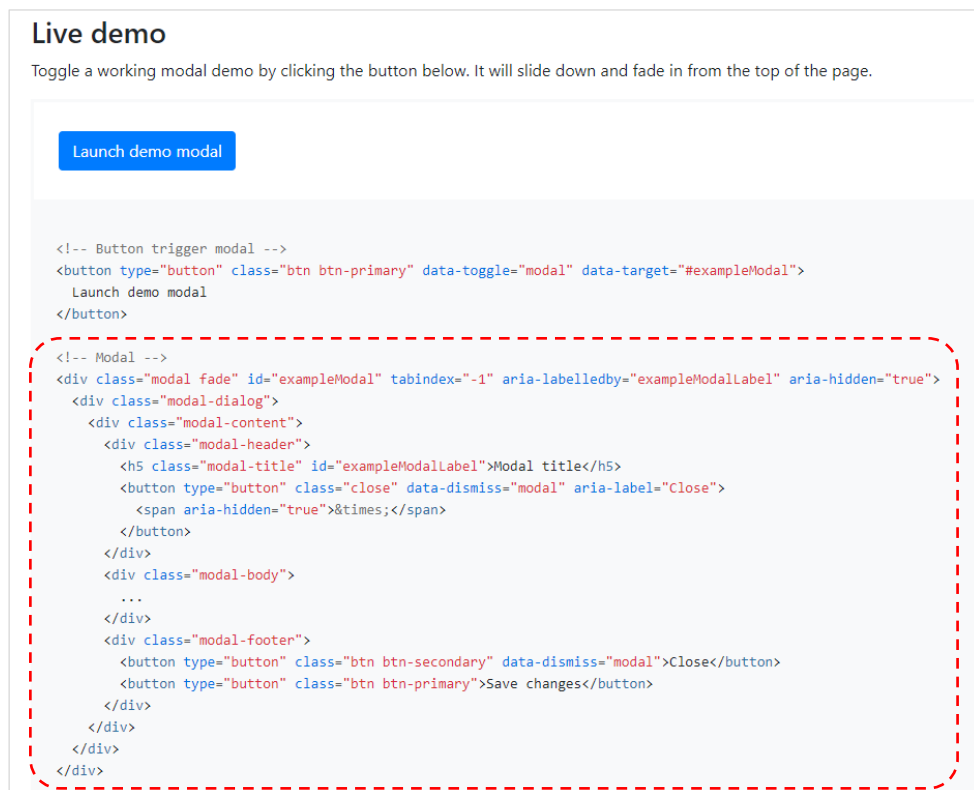 Live demo
Toggle a working modal demo by clicking the button below. It will slide down and fade in from the top of the page.
Launch demo modal
<!-- Button trigger modal -->
<button type="button" class="btn btn-primary" data-toggle="modal" data-target="#exampleModal">
  Launch demo modal
</button>
<!-- Modal -->
<div class="modal fade" id="exampleModal" tabindex="-1" aria-labelledby="exampleModalLabel" aria-hidden="true">
  <div class="modal-dialog">
    <div class="modal-content">
      <div class="modal-header">
        <h5 class="modal-title" id="exampleModalLabel">Modal title</h5>
        <button type="button" class="close" data-dismiss="modal" aria-label="Close">
          <span aria-hidden="true">&times;</span>
        </button>
      </div>
      <div class="modal-body">
        ...
      </div>
      <div class="modal-footer">
        <button type="button" class="btn btn-secondary" data-dismiss="modal">Close</button>
        <button type="button" class="btn btn-primary">Save changes</button>
      </div>
    </div>
  </div>
</div>